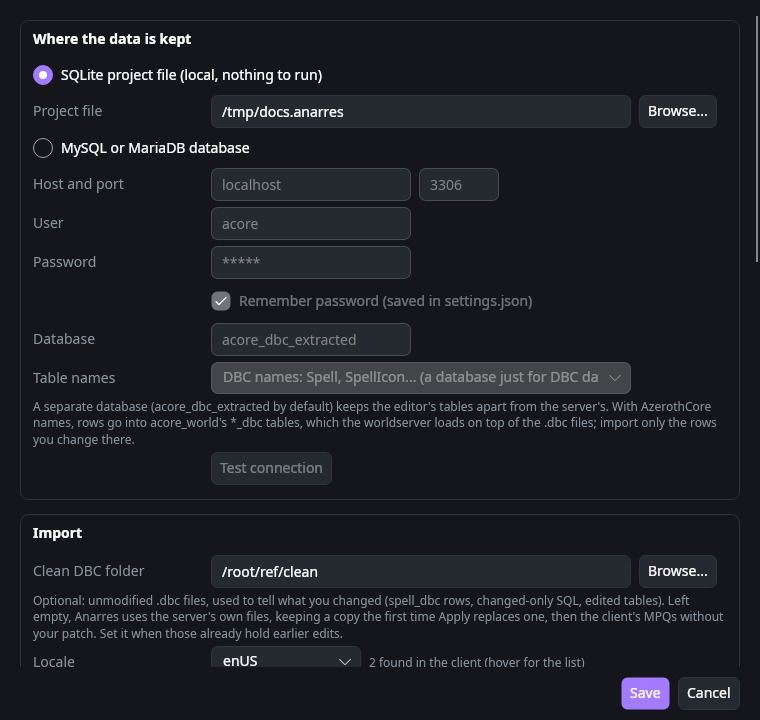 Where the data is kept
SQLite project file (local, nothing to run)
Project file /tmp/docs.anarres Browse...
MySQL or MariaDB database
Host and port localhost 3306
User acore
Password *****
Remember password (saved in settings.json)
Database acore_dbc_extracted
Table names DBC names: Spell, SpellIcon... (a database just for DBC da
A separate database (acore_dbc_extracted by default) keeps the editor's tables apart from the server's. With AzerothCore
names, rows go into acore_world's *_dbc tables, which the worldserver loads on top of the .dbc files; import only the rows
you change there.
Test connection
Import
Clean DBC folder /root/ref/clean Browse...
Optional: unmodified .dbc files, used to tell what you changed (spell_dbc rows, changed-only SQL, edited tables). Left
empty, Anarres uses the server's own files, keeping a copy the first time Apply replaces one, then the client's MPQs without
your patch. Set it when those already hold earlier edits.
Locale enUS 2 found in the client (hover for the list)
Save Cancel